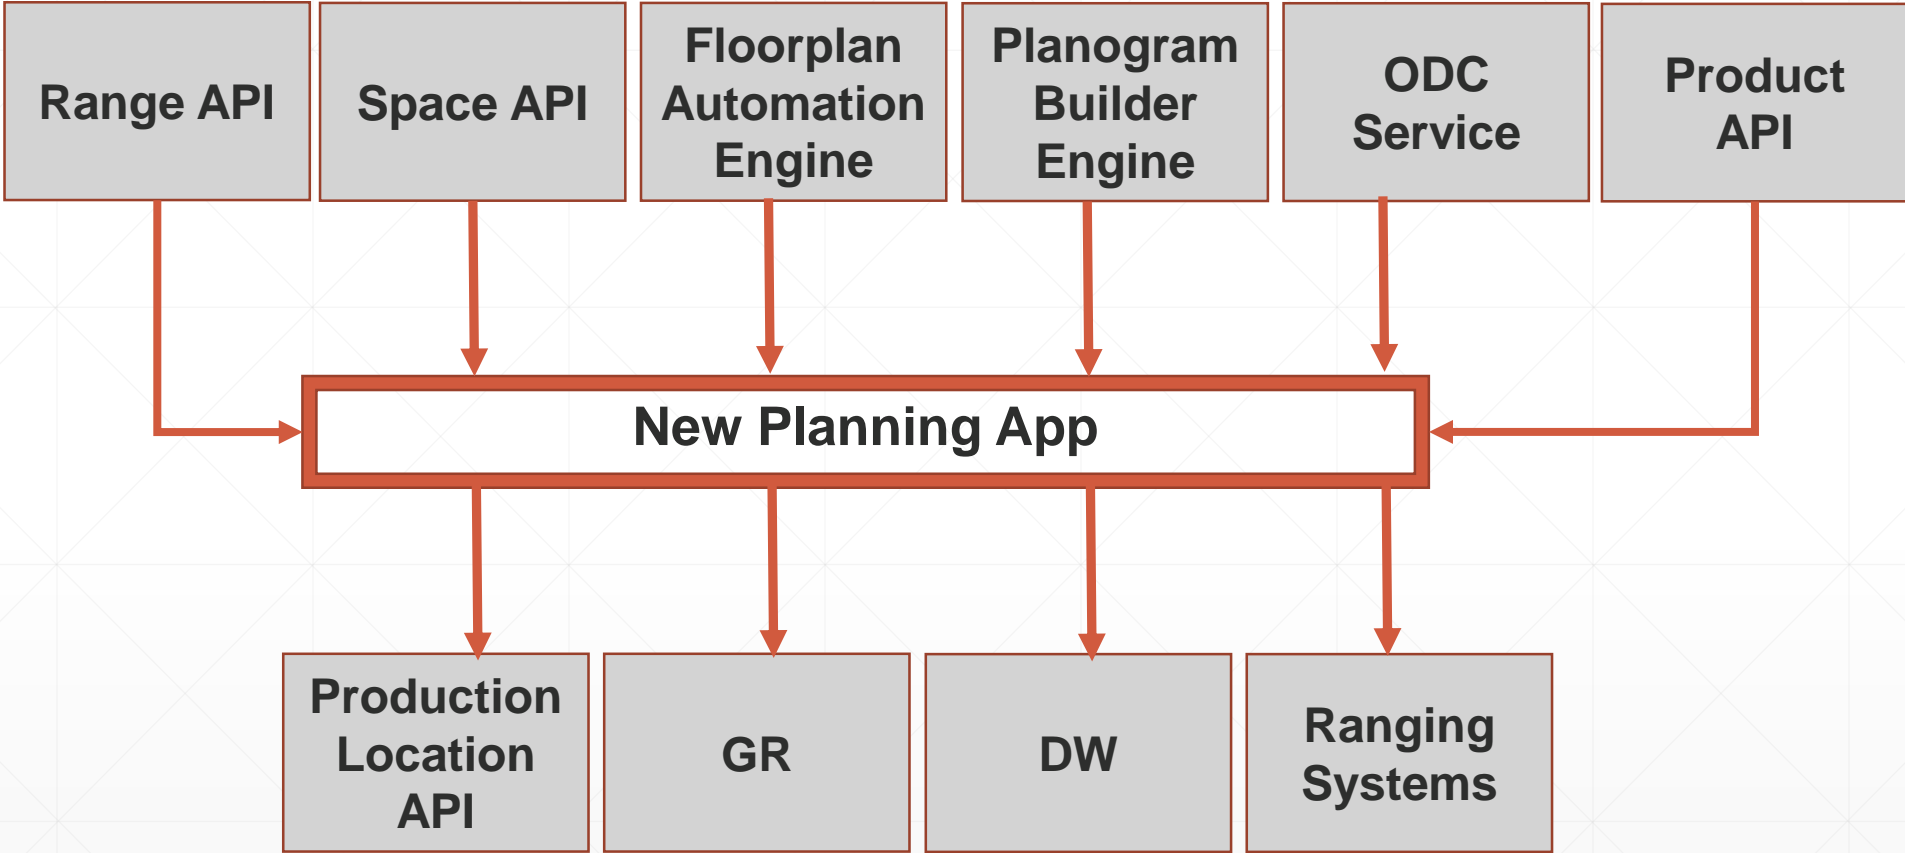 Range API
Space API
Floorplan
Automation
Engine
Planogram
Builder
Engine
ODC
Service
Product
API
New Planning App
Production
Location
API
GR
DW
Ranging
Systems